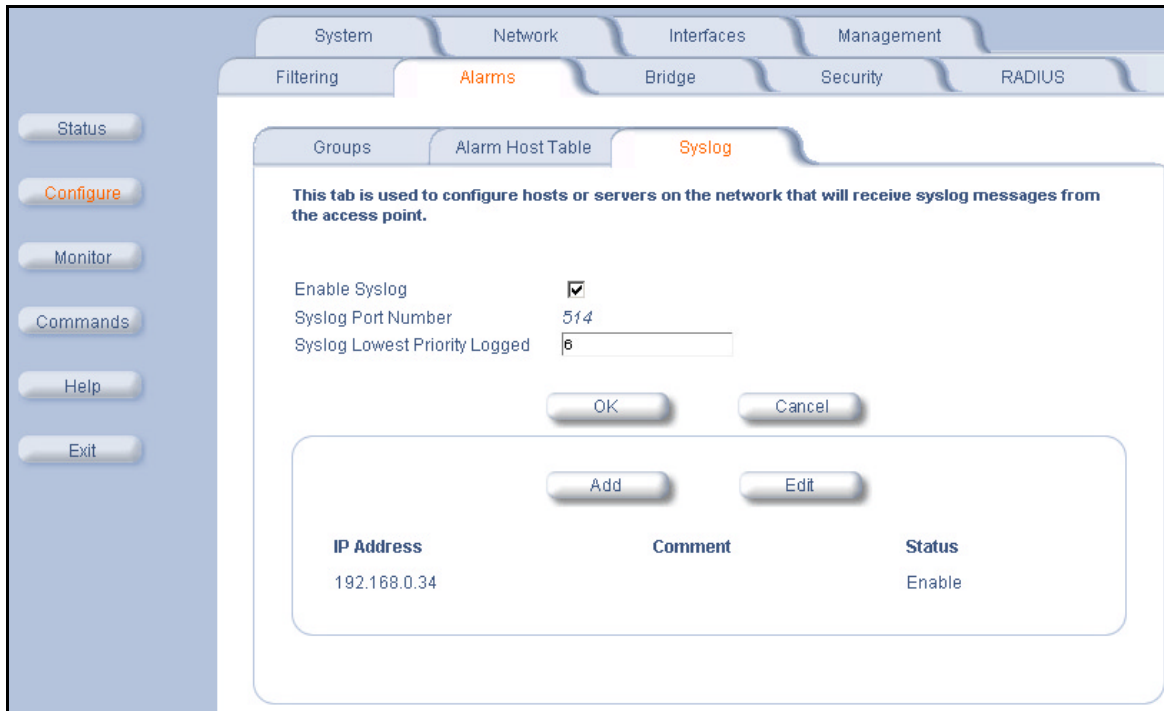 System Network Interfaces Management
Filtering Alarms Bridge Security RADIUS
Status
Configure
Monitor
Commands
Help
Exit
Groups Alarm Host Table Syslog
This tab is used to configure hosts or servers on the network that will receive syslog messages from
the access point.
Enable Syslog
Syslog Port Number 514
Syslog Lowest Priority Logged 6
OK Cancel
Add Edit
IP Address Comment Status
192.168.0.34 Enable